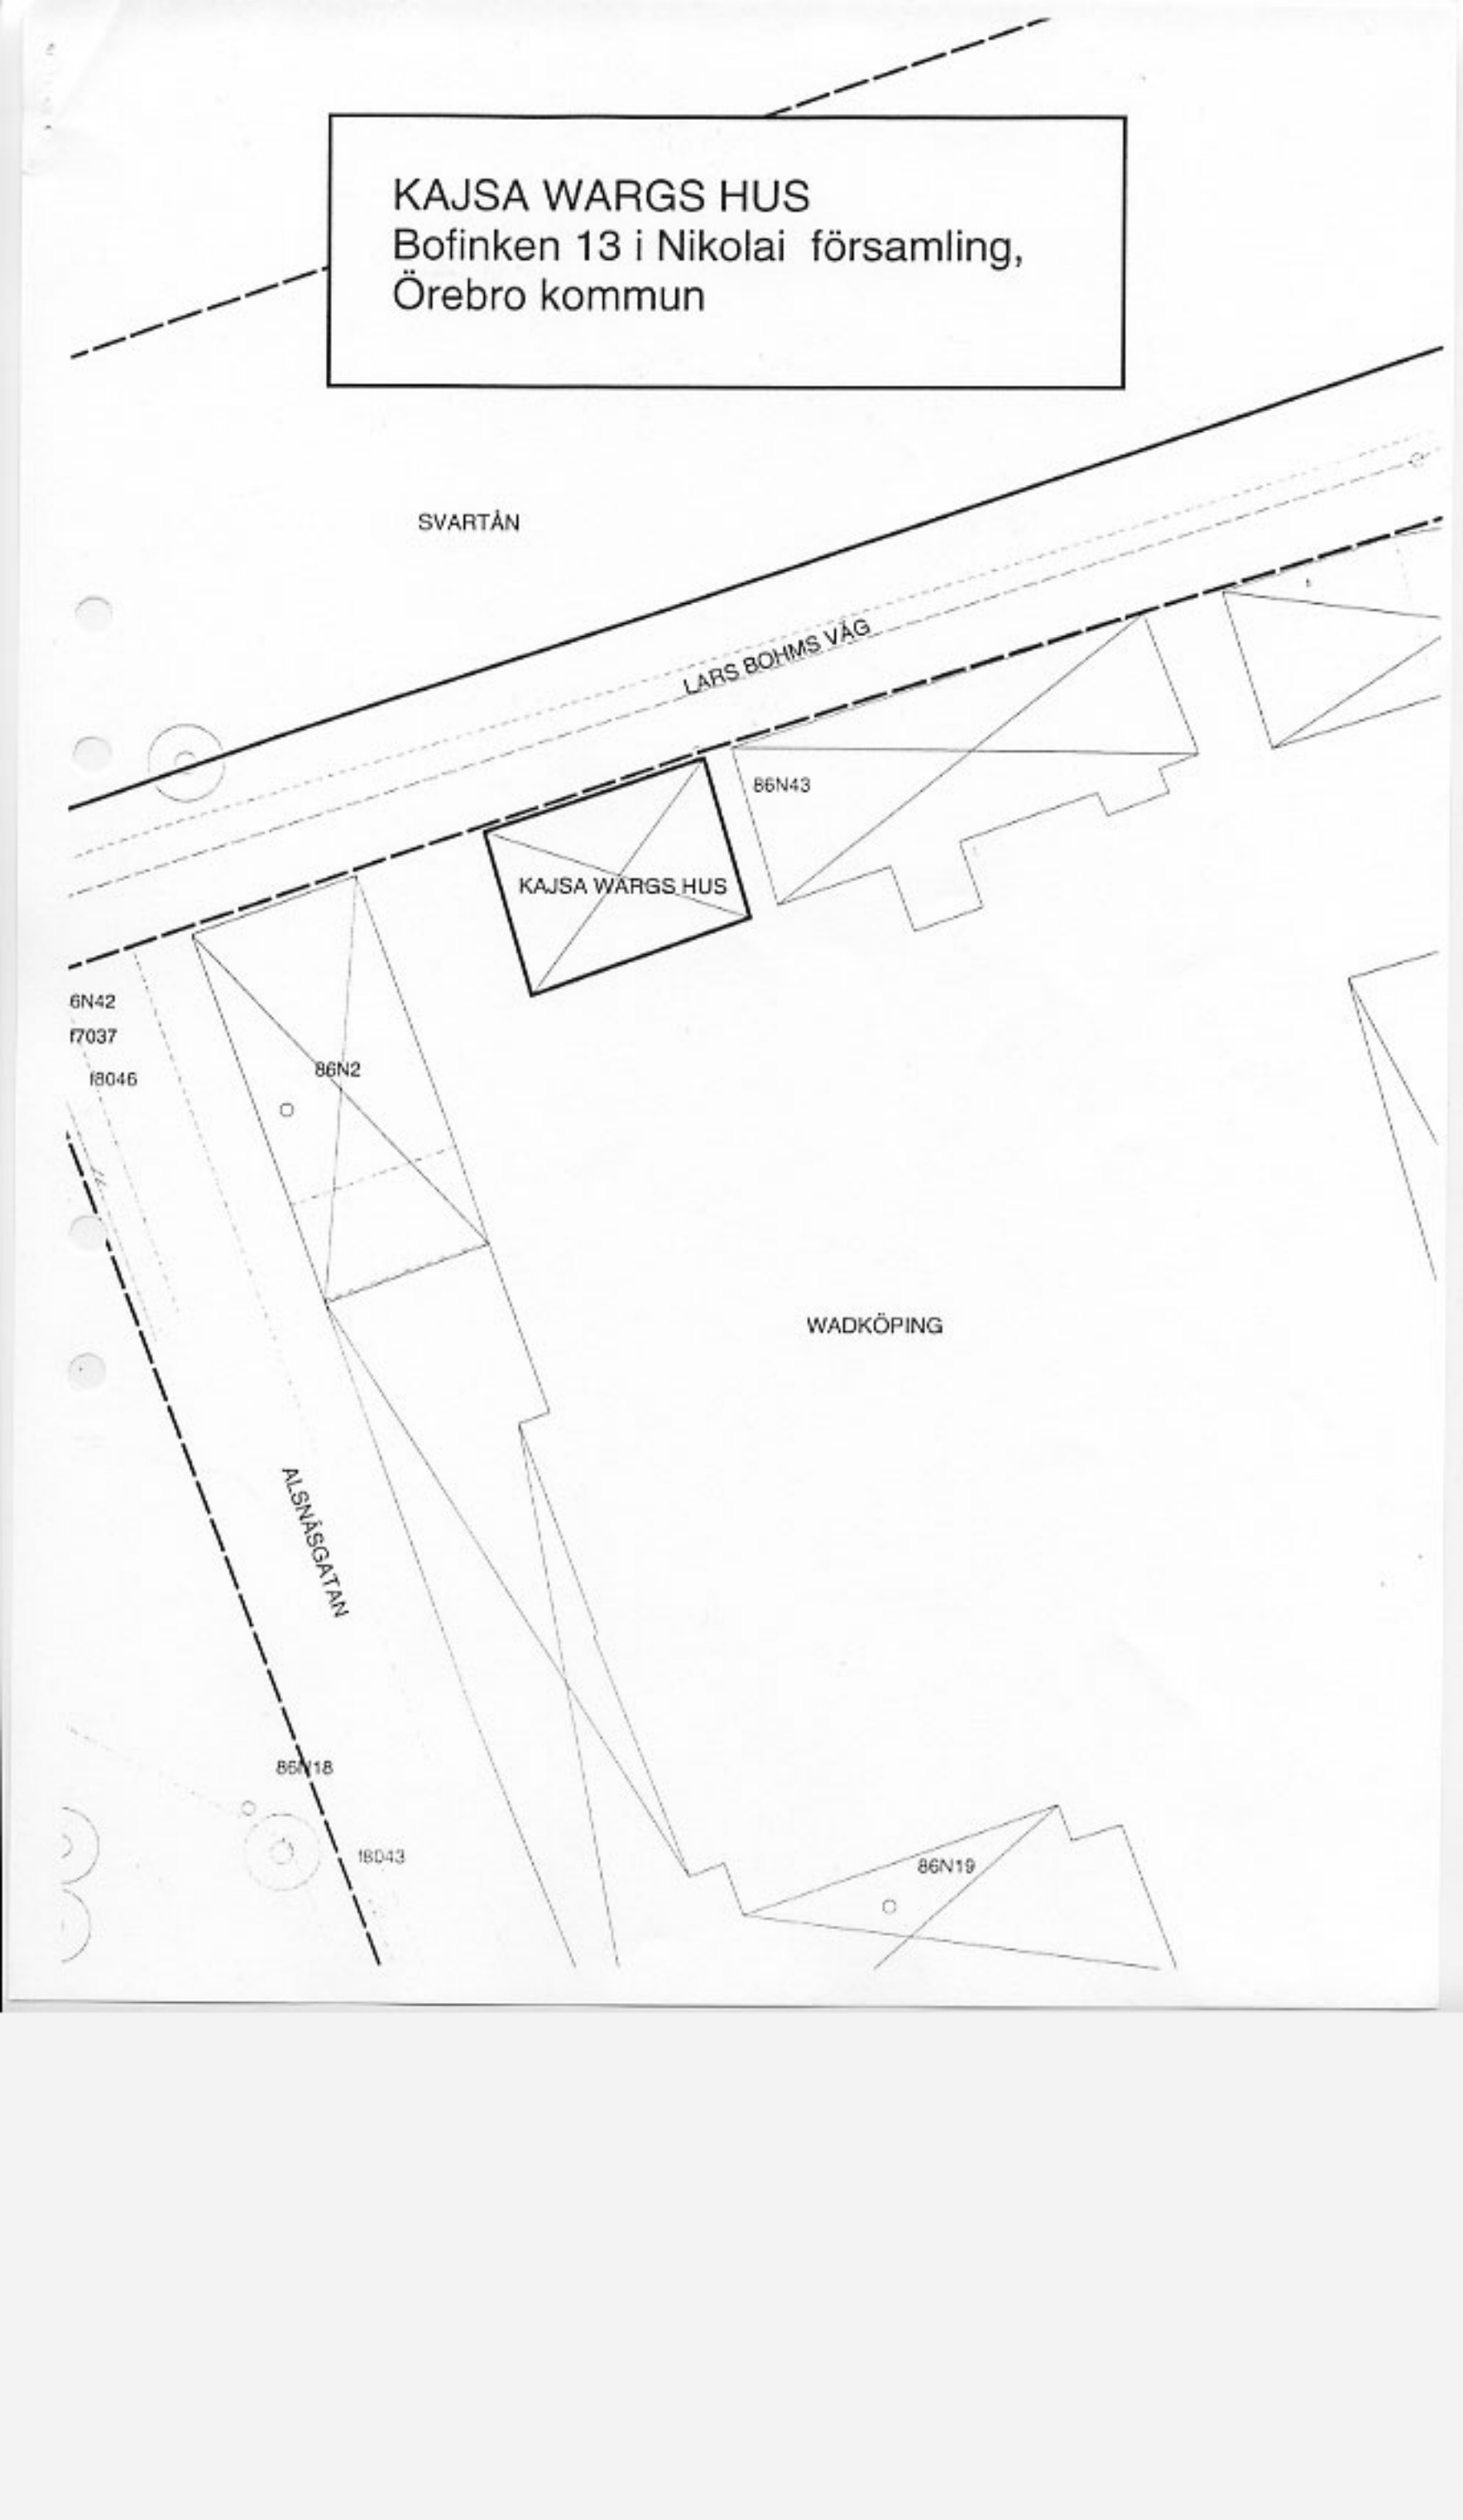 KAJSA WARGS HUS
Bofinken 13 i Nikolai församling,
Örebro kommun
SVARTÅN
LARS BOHMS VÄG
86N43
KAJSA WARGS HUS
6N42
f7037
f8046
86N2
WADKÖPING
ALSNÄSGATAN
86N18
f8043
86N19